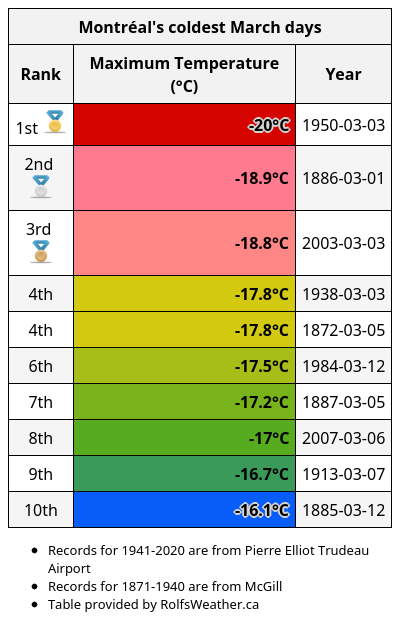 Montréal's coldest March days
Rank Maximum Temperature (°C) Year
1st -20°C 1950-03-03
2nd -18.9°C 1886-03-01
3rd -18.8°C 2003-03-03
4th -17.8°C 1938-03-03
4th -17.8°C 1872-03-05
6th -17.5°C 1984-03-12
7th -17.2°C 1887-03-05
8th -17°C 2007-03-06
9th -16.7°C 1913-03-07
10th -16.1°C 1885-03-12
Records for 1941-2020 are from Pierre Elliot Trudeau
Airport
Records for 1871-1940 are from McGill
Table provided by RolfsWeather.ca